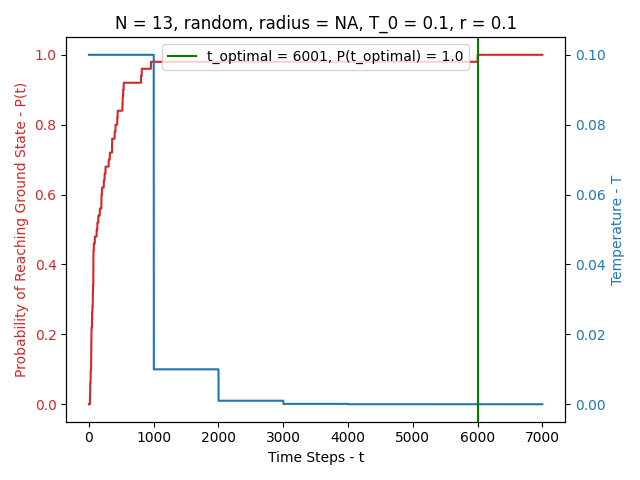 N = 13, random, radius = NA, T_0 = 0.1, r = 0.1
t_optimal = 6001, P(t_optimal) = 1.0
Probability of Reaching Ground State - P(t)
1.0
0.8
0.6
0.4
0.2
0.0
0.10
0.08
0.06
0.04
0.02
0.00
Temperature - T
0 1000 2000 3000 4000 5000 6000 7000
Time Steps - t